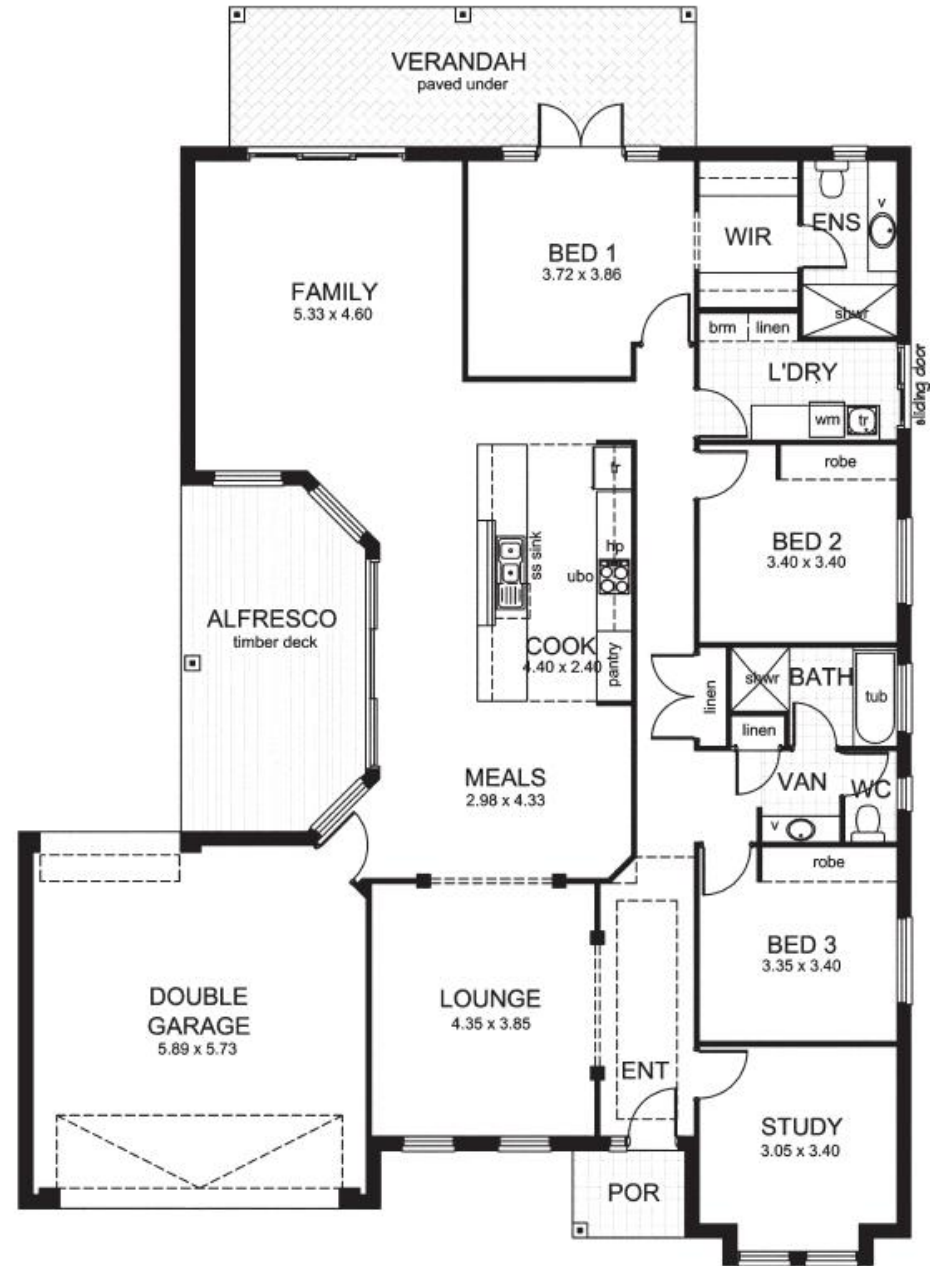 VERANDAH
paved under
FAMILY
5.33 x 4.60
BED 1
3.72 x 3.86
WIR
ENS
v
shwr
brm
linen
L'DRY
wm
tr
sliding door
robe
BED 2
3.40 x 3.40
fr
hp
ubo
ss sink
COOK
4.40 x 2.40
pantry
ALFRESCO
timber deck
linen
shwr
BATH
tub
linen
VAN
WC
v
MEALS
2.98 x 4.33
robe
BED 3
3.35 x 3.40
DOUBLE
GARAGE
5.89 x 5.73
LOUNGE
4.35 x 3.85
ENT
STUDY
3.05 x 3.40
POR